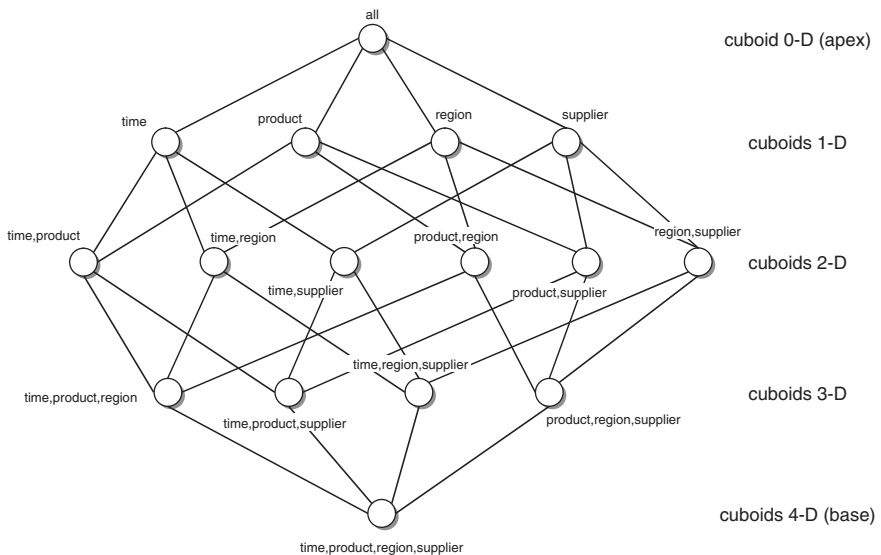 all
cuboid 0-D (apex)
time
product
region
supplier
cuboids 1-D
time,product
time,region
time,supplier
product,region
product,supplier
region,supplier
cuboids 2-D
time,product,region
time,product,supplier
time,region,supplier
product,region,supplier
cuboids 3-D
cuboids 4-D (base)
time,product,region,supplier